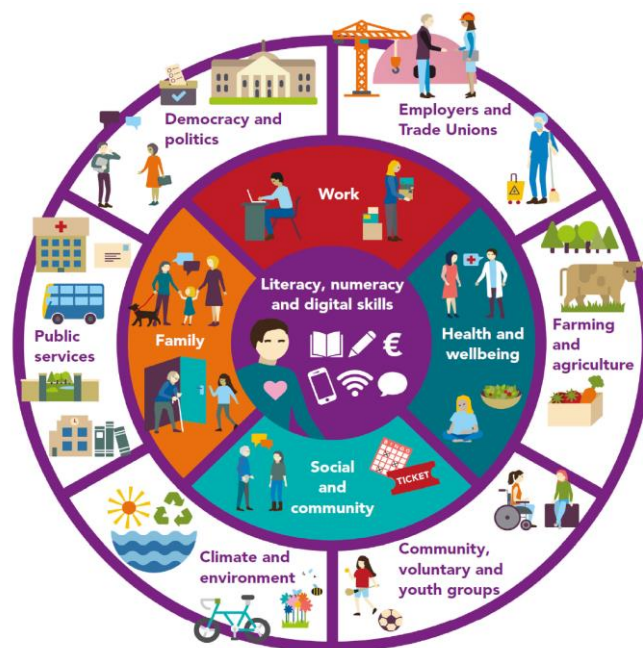 Democracy and
politics
Employers and
Trade Unions
Work
Literacy, numeracy
and digital skills
€
Public
services
Family
Health and
wellbeing
Farming
and
agriculture
Social
and
community
TICKET
Climate and
environment
Community,
voluntary and
youth groups